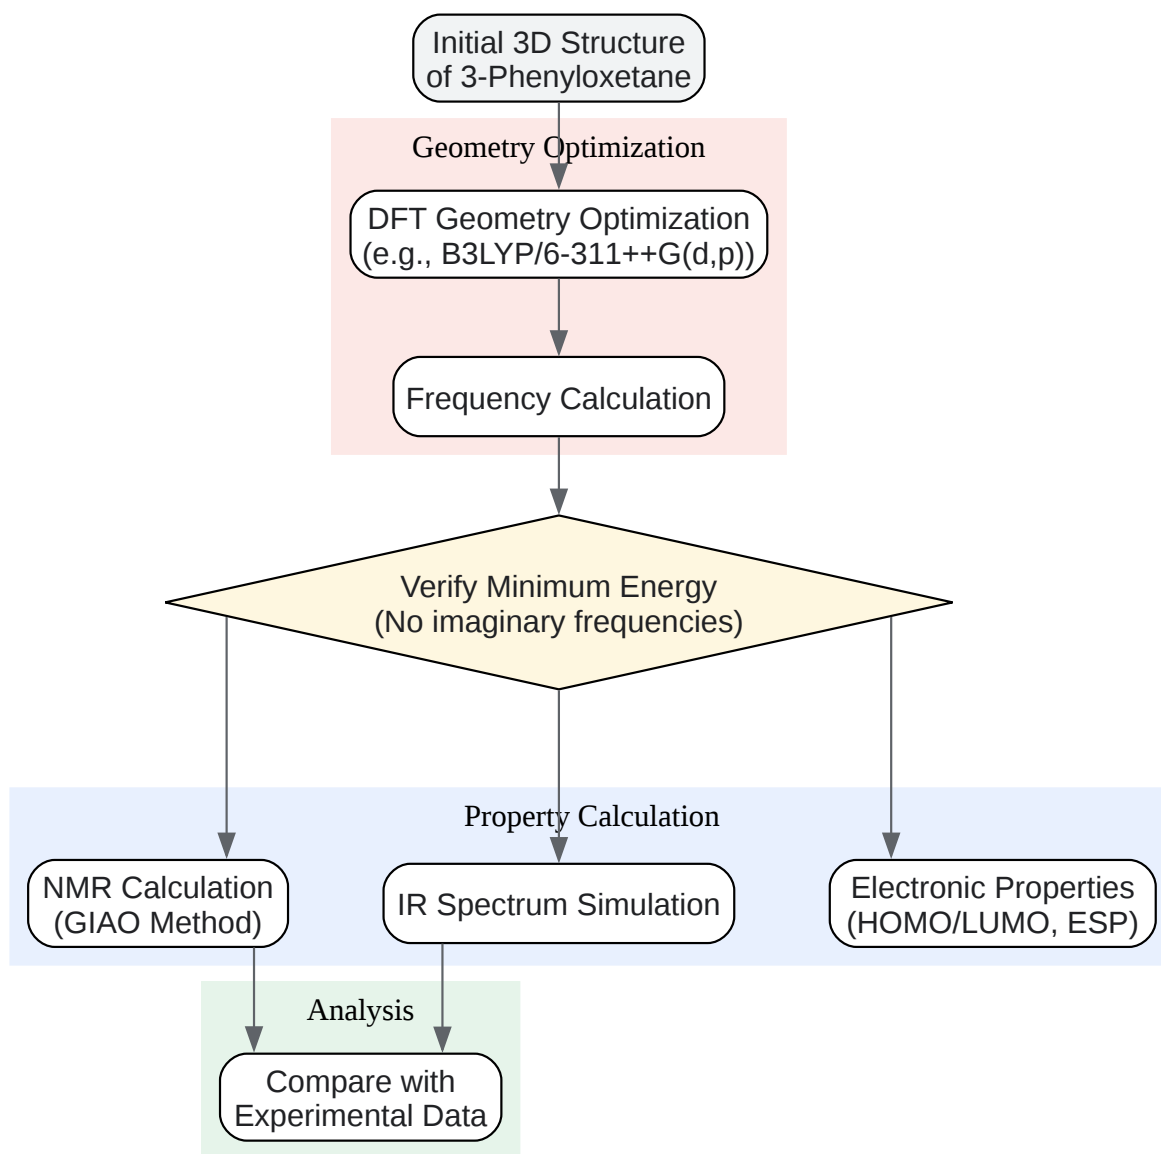 Initial 3D Structure
of 3-Phenyloxetane
Geometry Optimization
DFT Geometry Optimization
(e.g., B3LYP/6-311++G(d,p))
Frequency Calculation
Verify Minimum Energy
(No imaginary frequencies)
Property Calculation
NMR Calculation
(GIAO Method)
IR Spectrum Simulation
Electronic Properties
(HOMO/LUMO, ESP)
Analysis
Compare with
Experimental Data